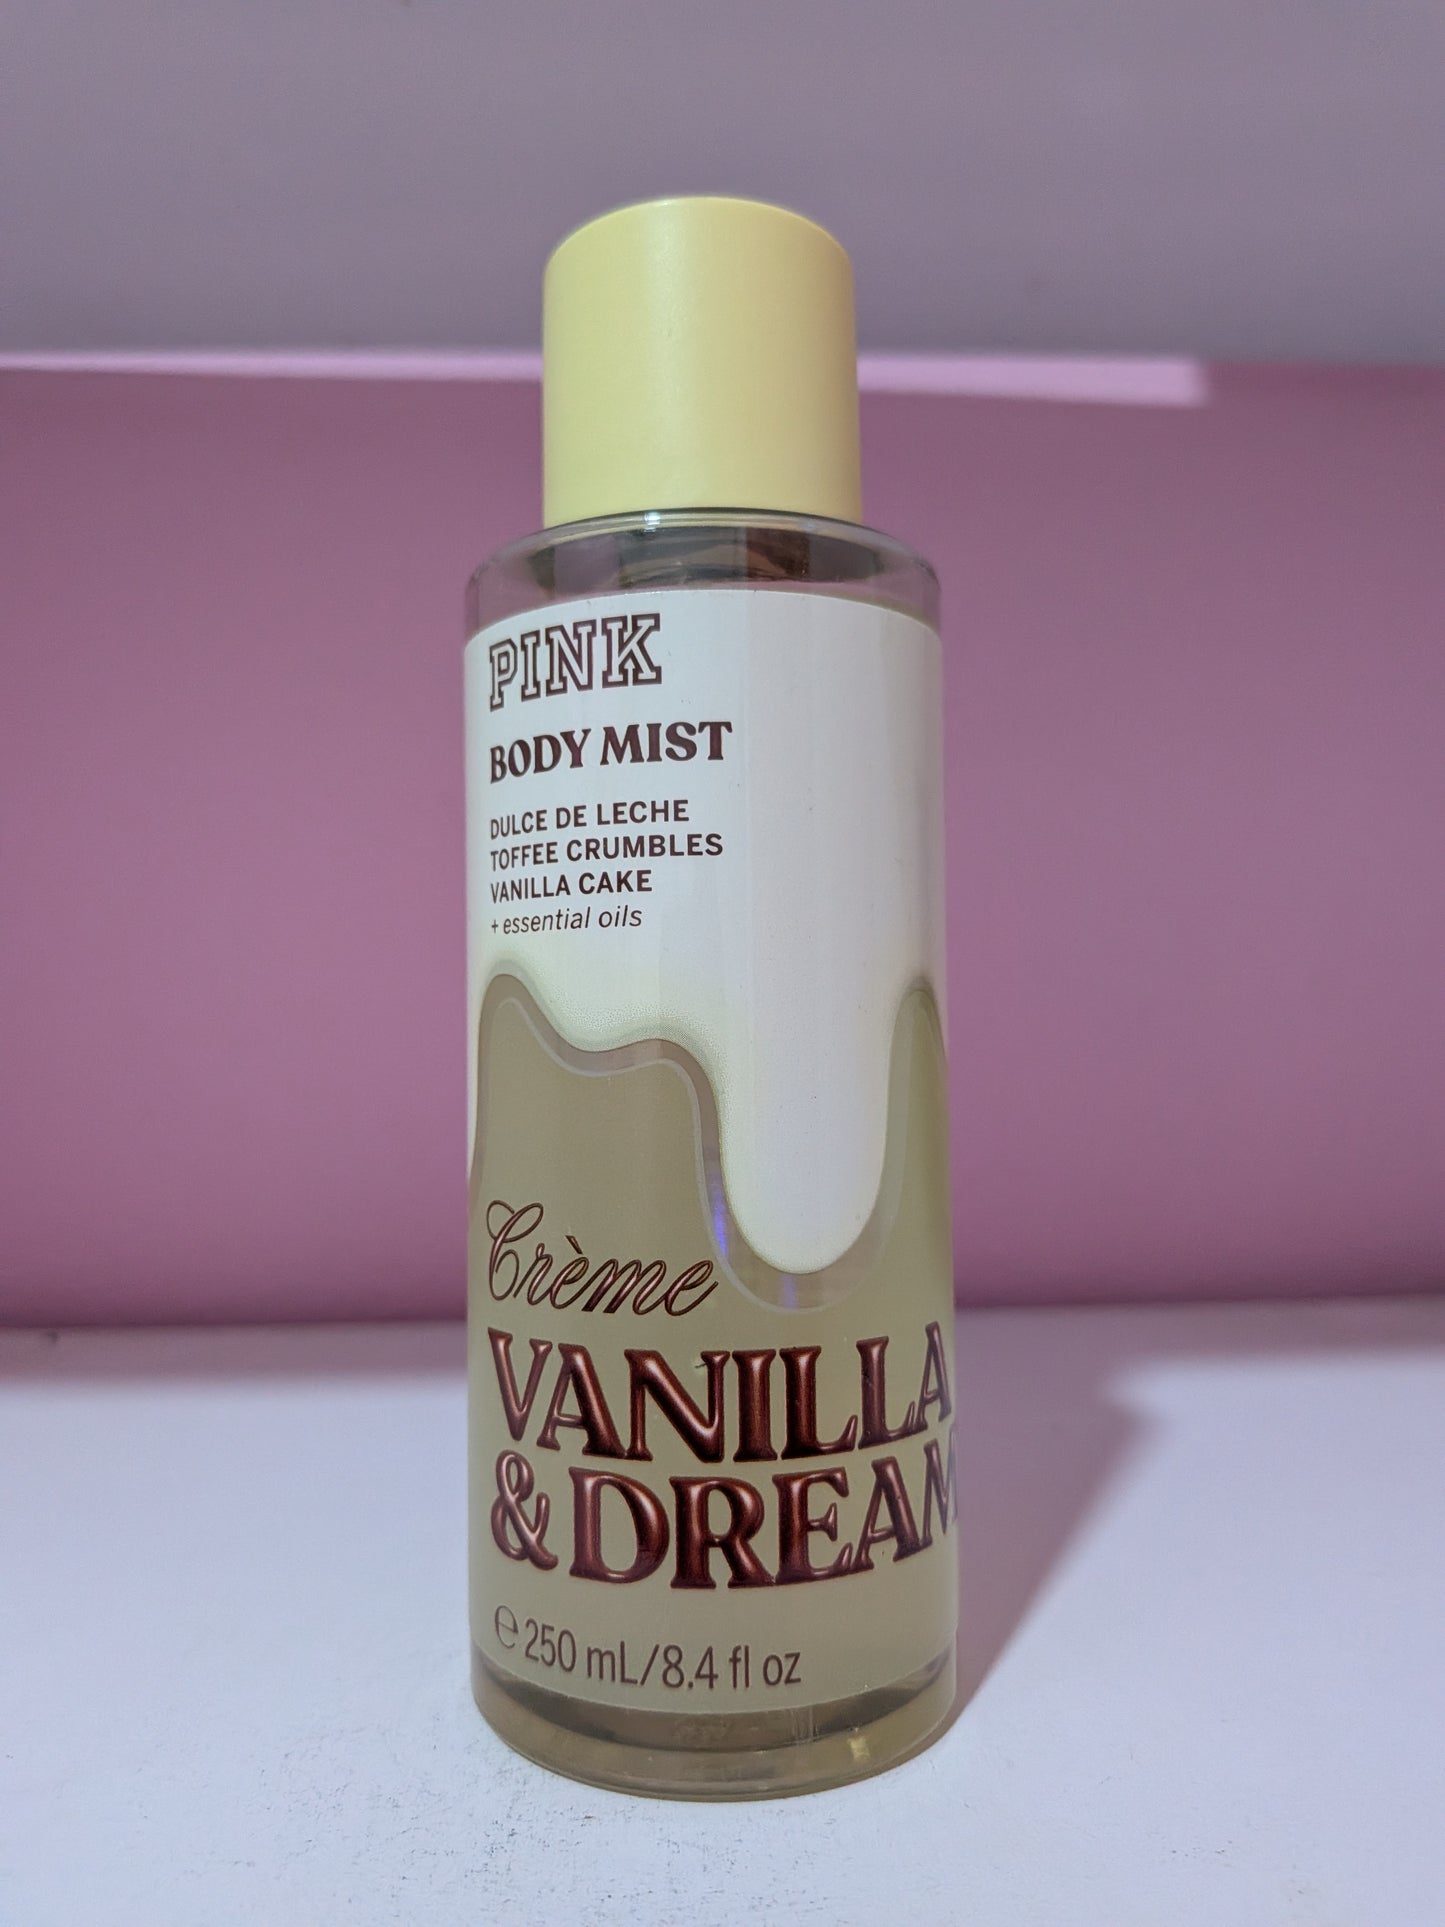 PINK
BODY MIST
DULCE DE LECHE
TOFFEE CRUMBLES
VANILLA CAKE
+ essential oils
Crème
VANILLA
& DREAM
℮ 250 mL/8.4 fl oz